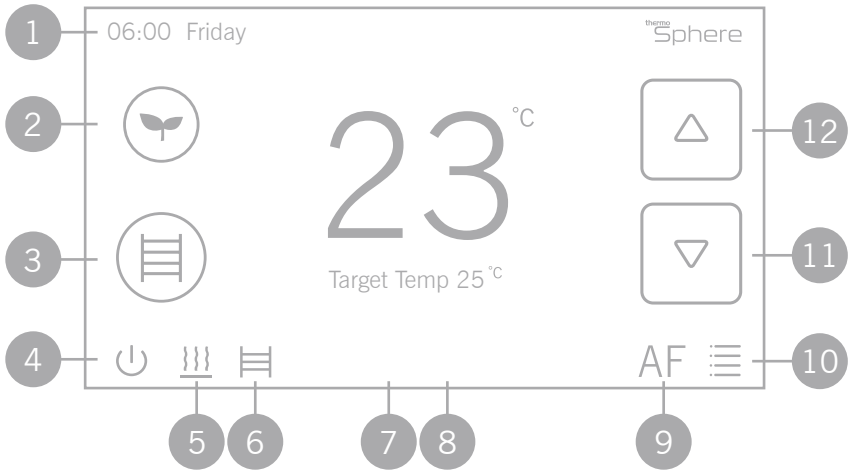 1 06:00 Friday thermo Sphere
2
23 °C
12
3
Target Temp 25 °C
11
4 AF 10
5 6 7 8 9